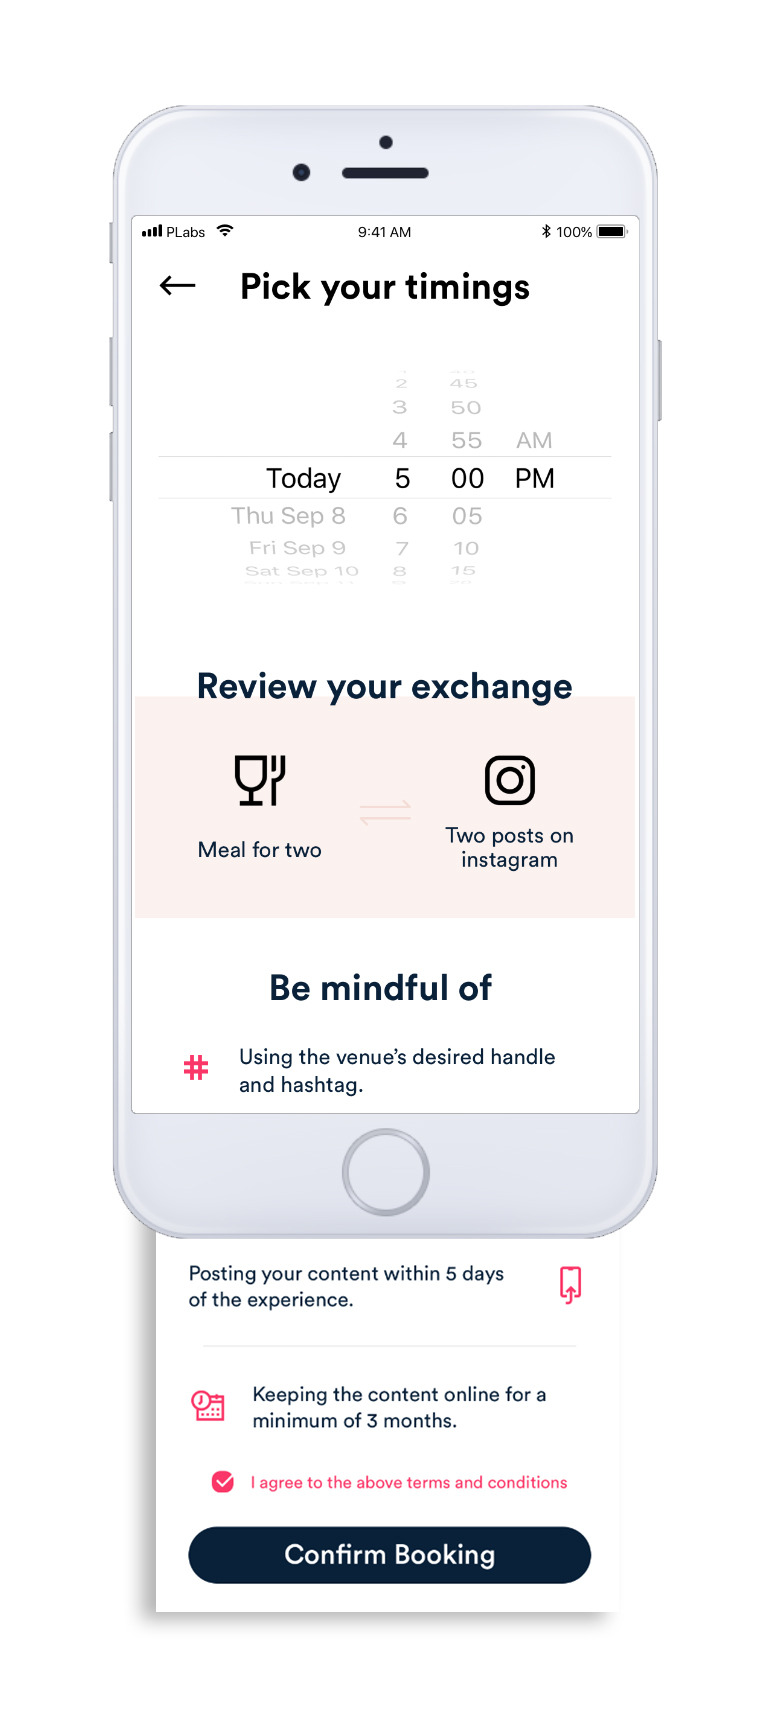 PLabs 9:41 AM 100%
Pick your timings
2 45
3 50
4 55 AM
Today 5 00 PM
Thu Sep 8 6 05
Fri Sep 9 7 10
Sat Sep 10 8 15
Review your exchange
Meal for two
Two posts on
instagram
Be mindful of
# Using the venue’s desired handle
and hashtag.
Posting your content within 5 days
of the experience.
Keeping the content online for a
minimum of 3 months.
I agree to the above terms and conditions
Confirm Booking